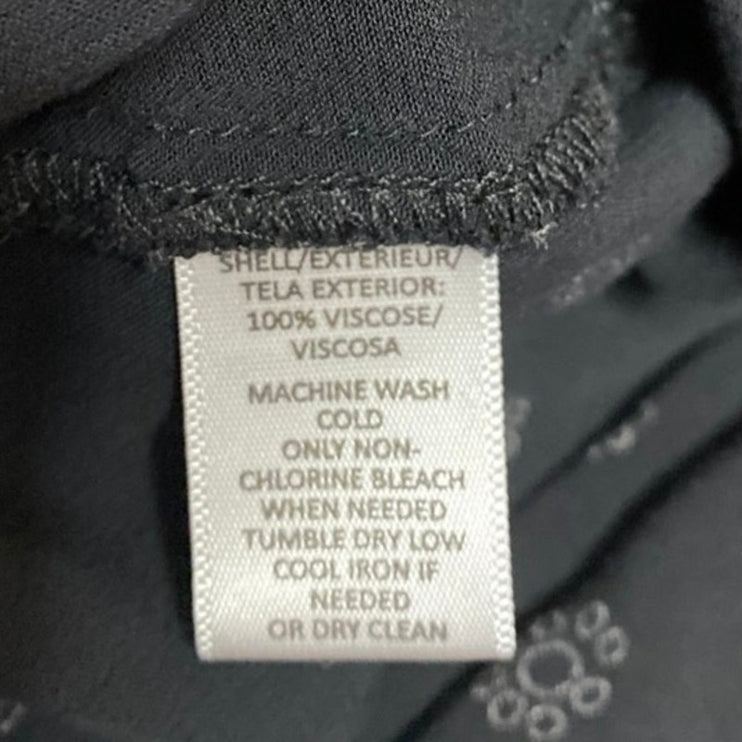 SHELL/EXTERIEUR/
TELA EXTERIOR:
100% VISCOSE/
VISCOSA
MACHINE WASH
COLD
ONLY NON-
CHLORINE BLEACH
WHEN NEEDED
TUMBLE DRY LOW
COOL IRON IF
NEEDED
OR DRY CLEAN